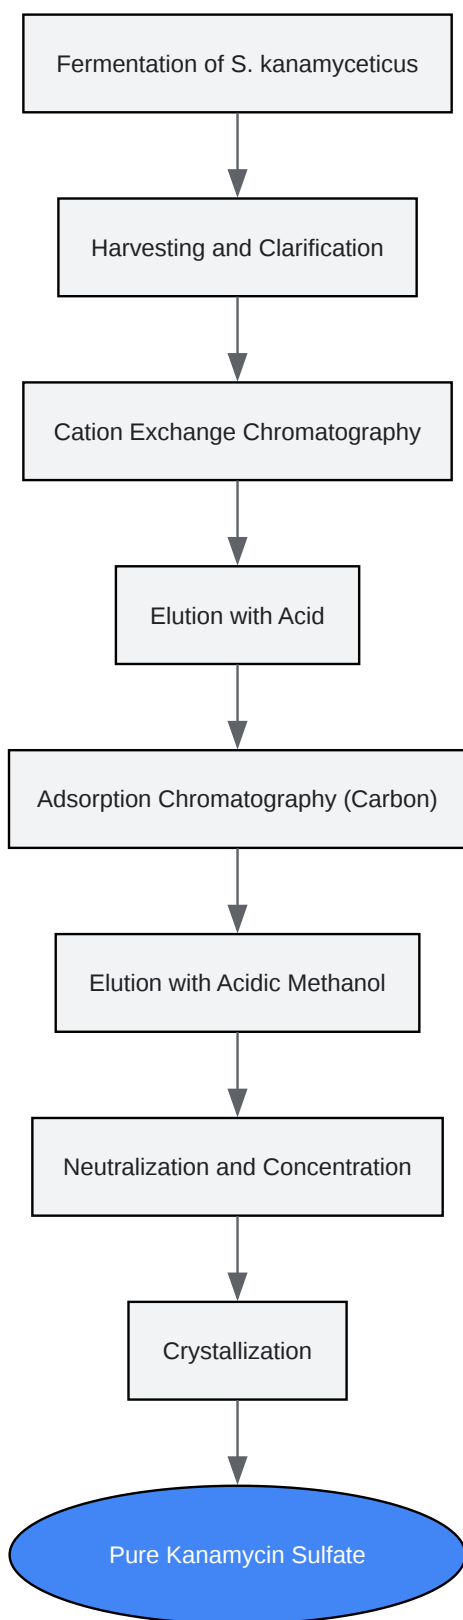 Fermentation of S. kanamyceticus
Harvesting and Clarification
Cation Exchange Chromatography
Elution with Acid
Adsorption Chromatography (Carbon)
Elution with Acidic Methanol
Neutralization and Concentration
Crystallization
Pure Kanamycin Sulfate